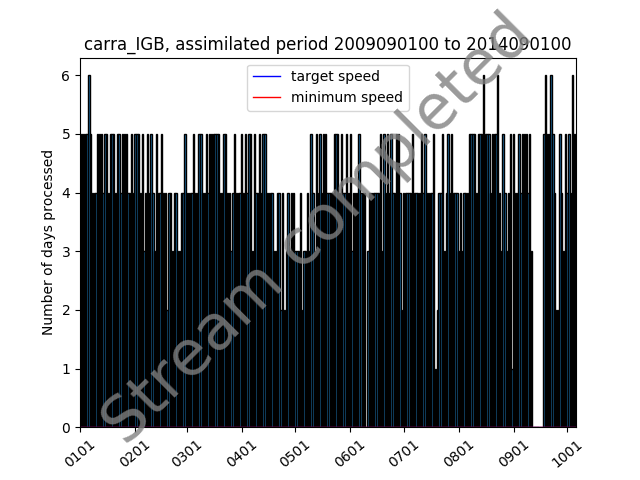 carra_IGB, assimilated period 2009090100 to 2014090100
target speed
minimum speed
Stream completed
Number of days processed
6
5
4
3
2
1
0
0101 0201 0301 0401 0501 0601 0701 0801 0901 1001